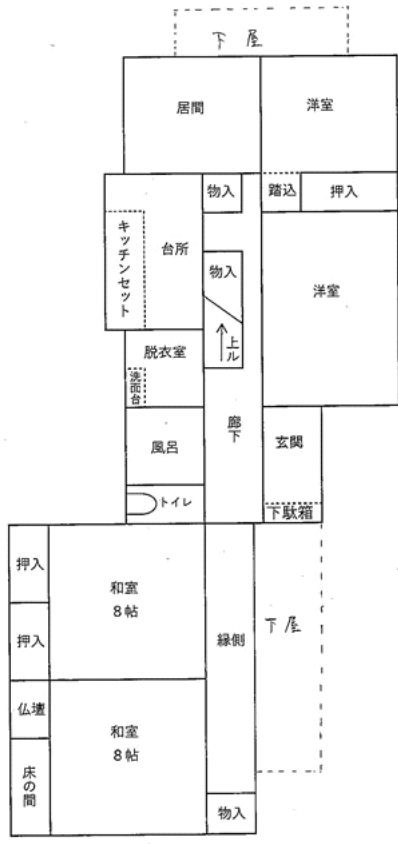 下屋
居間
洋室
物入
踏込
押入
キッチンセット
台所
物入
洋室
上ル
脱衣室
洗面台
廊下
玄関
風呂
トイレ
下駄箱
押入
和室
8帖
縁側
下屋
押入
仏壇
和室
8帖
床の間
物入